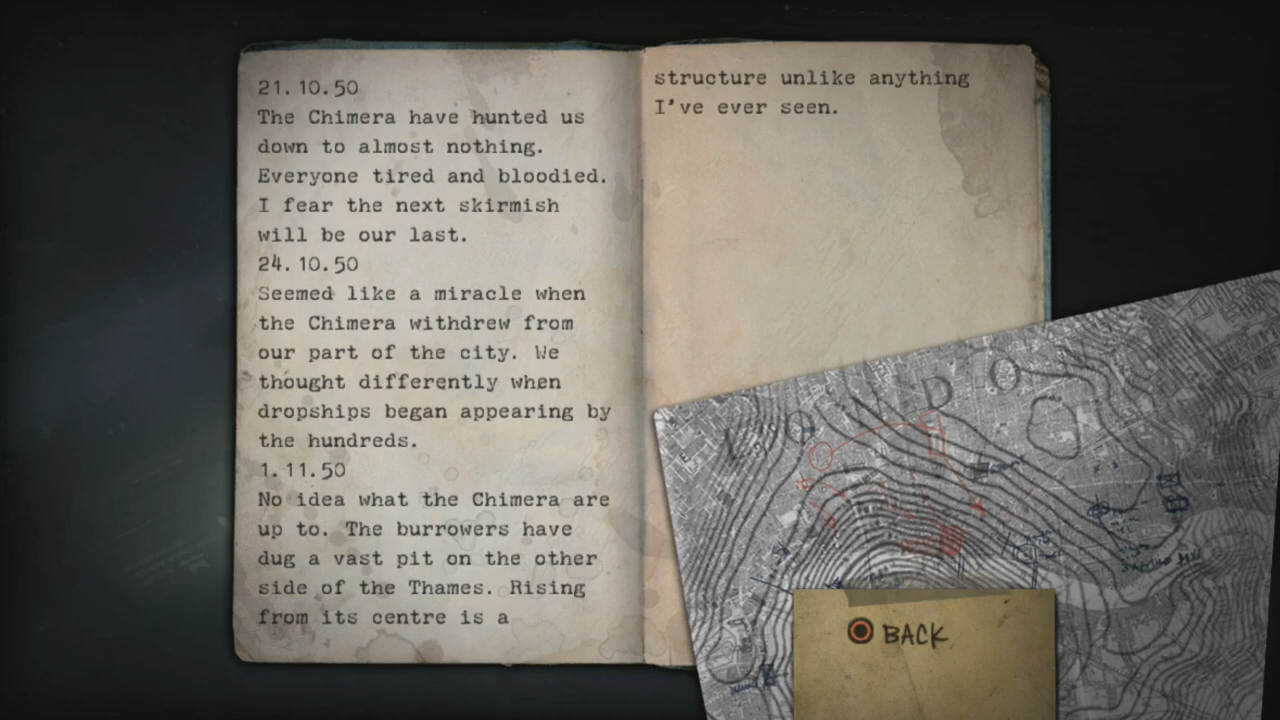 21.10.50
The Chimera have hunted us
down to almost nothing.
Everyone tired and bloodied.
I fear the next skirmish
will be our last.
24.10.50
Seemed like a miracle when
the Chimera withdrew from
our part of the city. We
thought differently when
dropships began appearing by
the hundreds.
1.11.50
No idea what the Chimera are
up to. The burrowers have
dug a vast pit on the other
side of the Thames. Rising
from its centre is a
structure unlike anything
I've ever seen.
LONDON
BACK